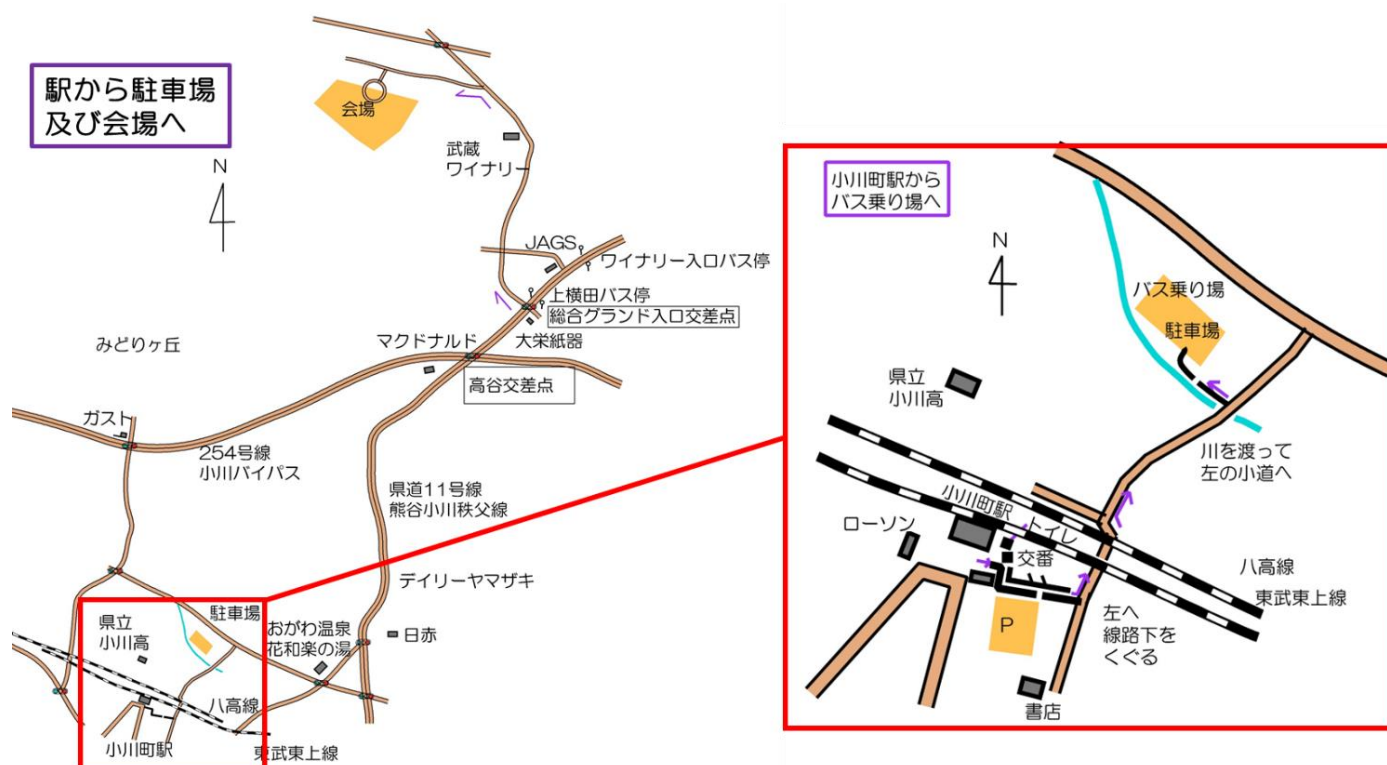 駅から駐車場
及び会場へ
N
会場
武蔵
ワイナリー
JAGS
ワイナリー入口バス停
上横田バス停
総合グランド入口交差点
大栄紙器
マクドナルド
高谷交差点
みどりヶ丘
ガスト
254号線
小川バイパス
県道11号線
熊谷小川秩父線
デイリーヤマザキ
日赤
おがわ温泉
花和楽の湯
駐車場
県立
小川高
八高線
小川町駅
東武東上線
小川町駅から
バス乗り場へ
N
バス乗り場
駐車場
県立
小川高
川を渡って
左の小道へ
小川町駅
トイレ
ローソン
交番
八高線
東武東上線
P
左へ
線路下を
くぐる
書店